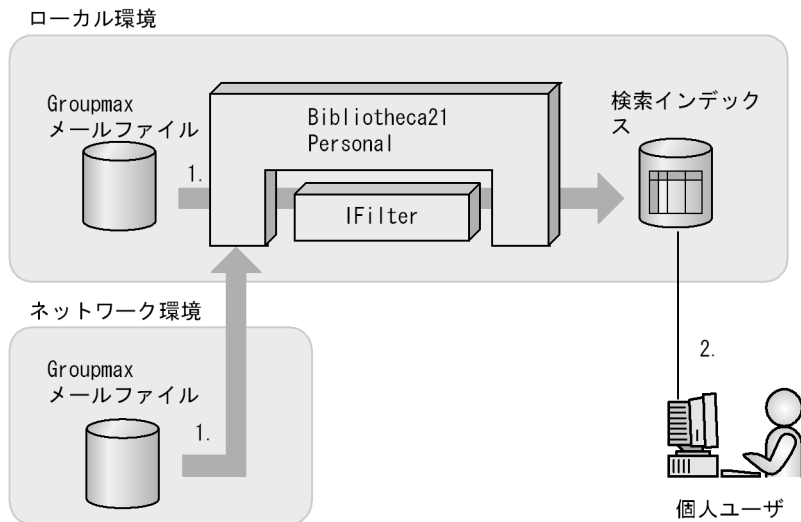 ローカル環境
Groupmax
メールファイル
1.
Bibliotheca21
Personal
IFilter
検索インデック
ス
ネットワーク環境
Groupmax
メールファイル
1.
2.
個人ユーザ